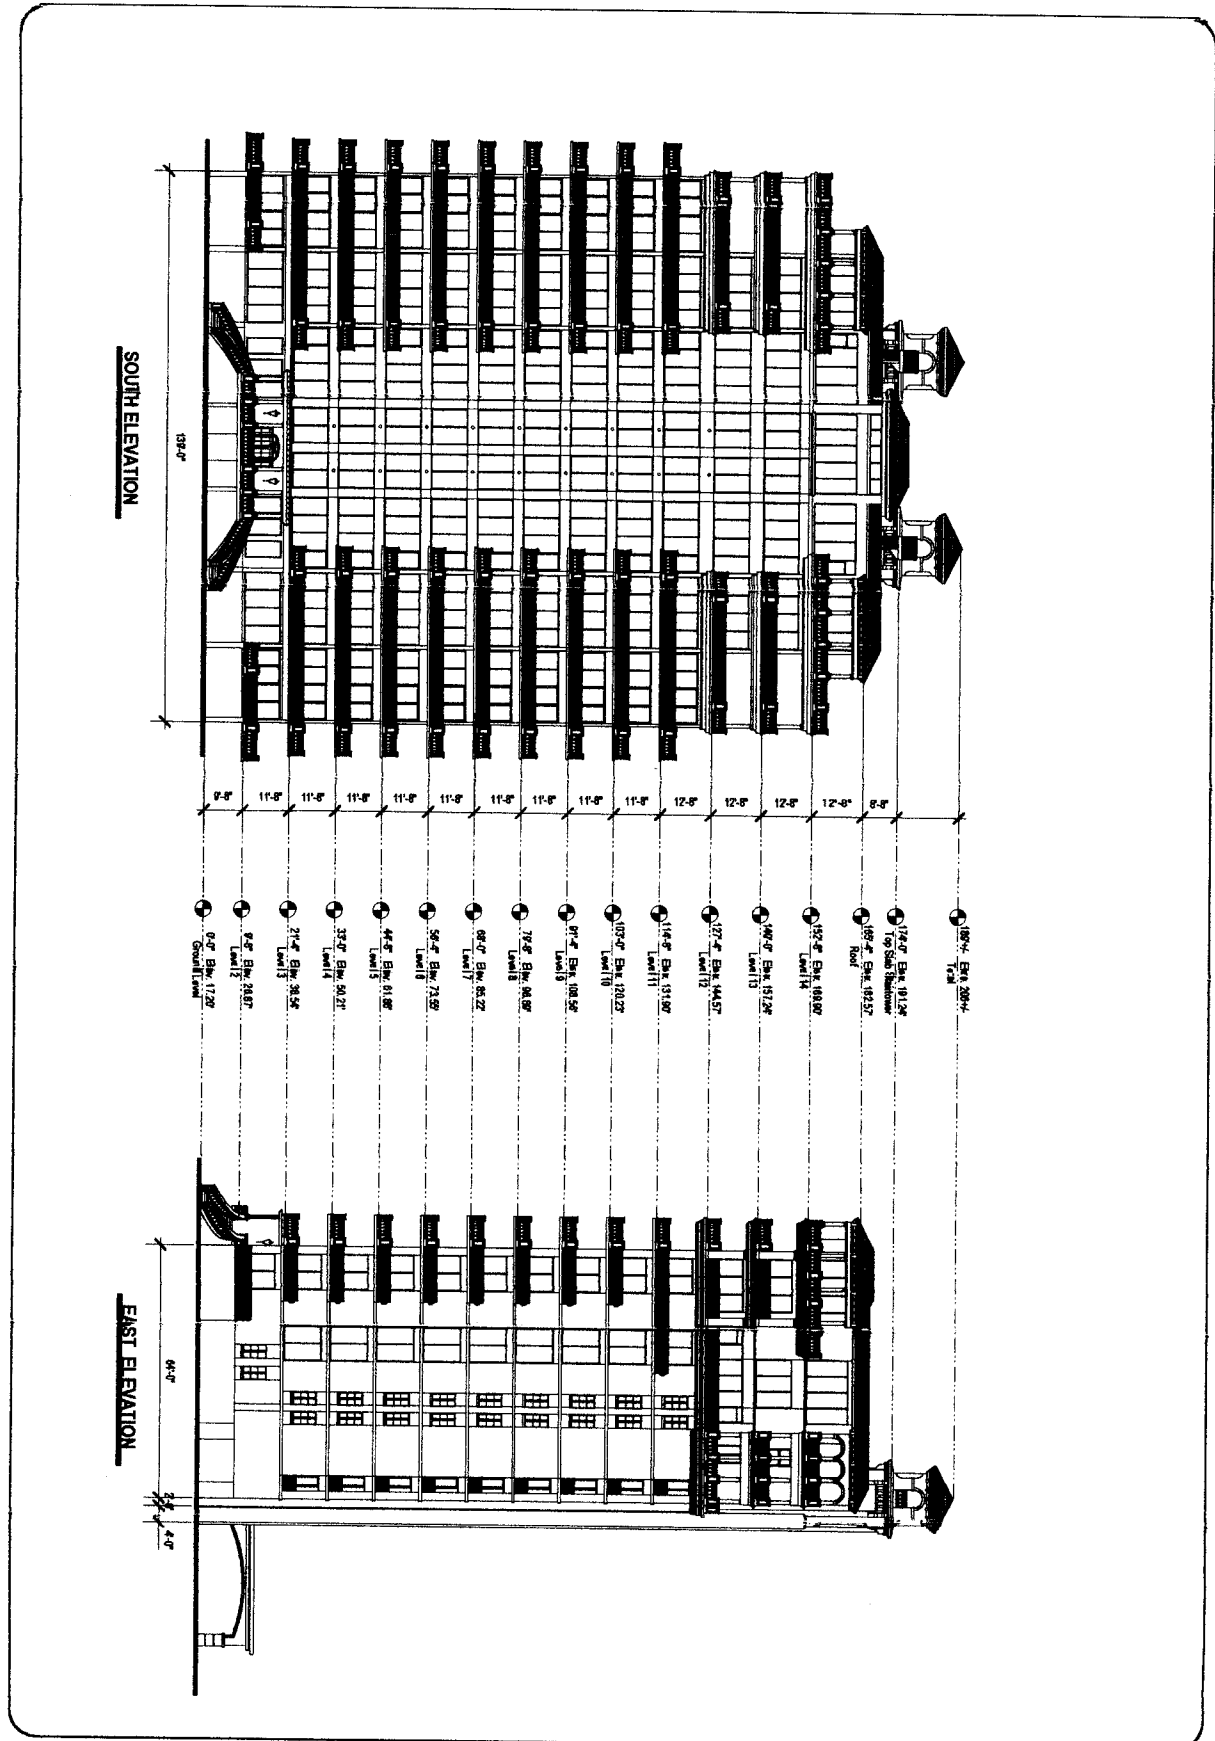 SOUTH ELEVATION
139'-0"
9'-8"
11'-8"
11'-8"
11'-8"
11'-8"
11'-8"
11'-8"
11'-8"
11'-8"
11'-8"
12'-8"
12'-8"
12'-8"
12'-8"
8'-8"
Total
174'-0" Elev. 191.24'
Top Slab Stairtower
165'-4" Elev. 182.57'
Roof
152'-8" Elev. 169.90'
Level 14
140'-0" Elev. 157.24'
Level 13
127'-4" Elev. 144.57'
Level 12
114'-8" Elev. 131.90'
Level 11
103'-0" Elev. 120.23'
Level 10
91'-4" Elev. 108.56'
Level 9
79'-8" Elev. 96.89'
Level 8
68'-0" Elev. 85.22'
Level 7
56'-4" Elev. 73.55'
Level 6
44'-8" Elev. 61.88'
Level 5
33'-0" Elev. 50.21'
Level 4
21'-4" Elev. 38.54'
Level 3
9'-8" Elev. 26.87'
Level 2
0'-0" Elev. 17.20'
Ground Level
EAST ELEVATION
64'-0"
4'-0"